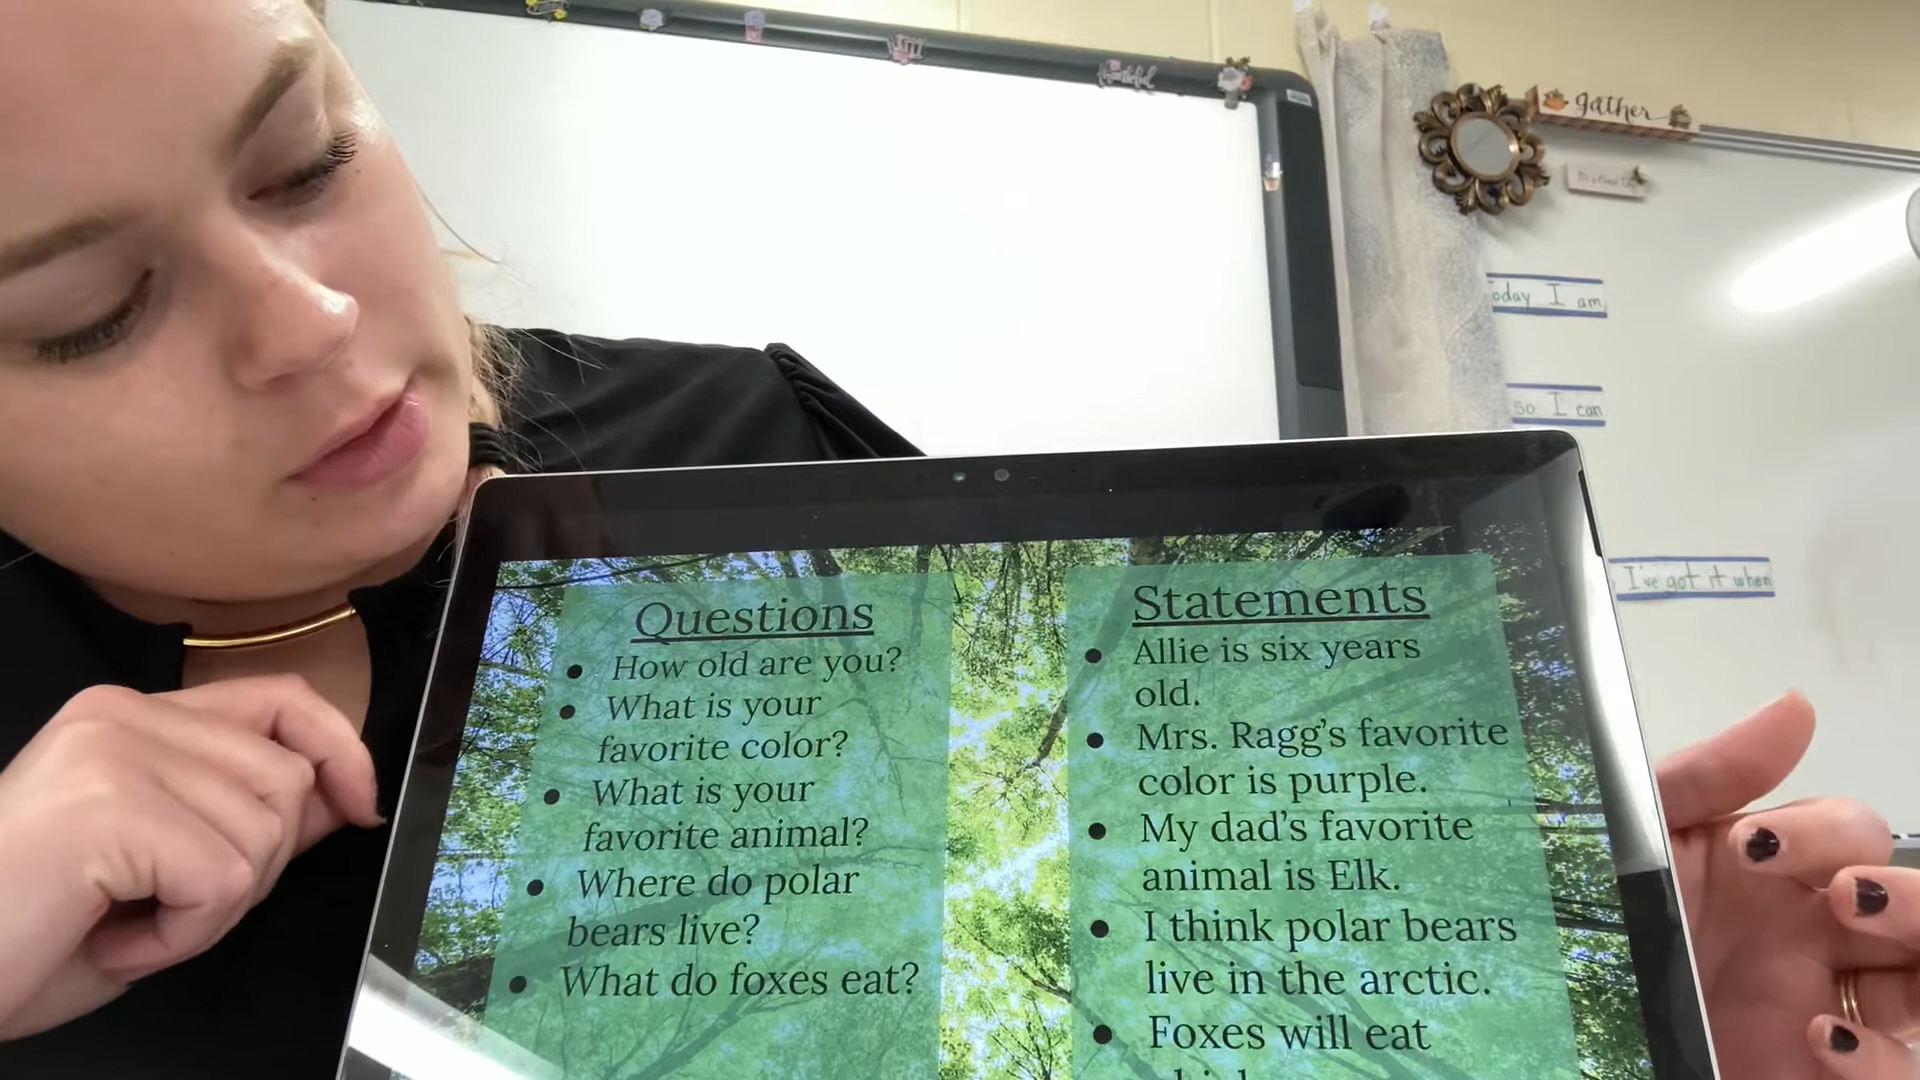 thankful
gather
oday I am
so I can
I've got it when
Questions
• How old are you?
• What is your
favorite color?
• What is your
favorite animal?
• Where do polar
bears live?
• What do foxes eat?
Statements
• Allie is six years
old.
• Mrs. Ragg's favorite
color is purple.
• My dad's favorite
animal is Elk.
• I think polar bears
live in the arctic.
• Foxes will eat